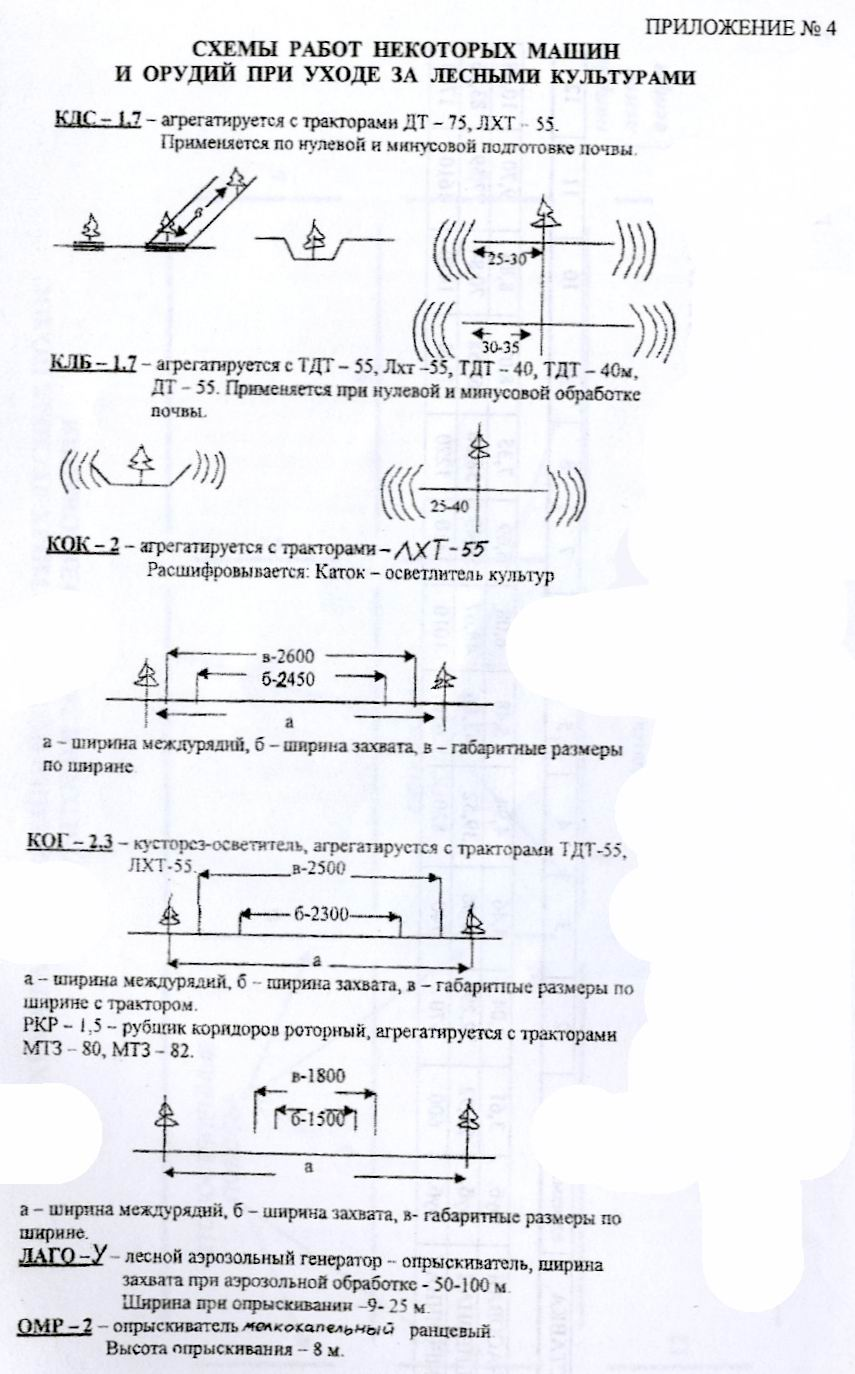 ПРИЛОЖЕНИЕ № 4
СХЕМЫ РАБОТ НЕКОТОРЫХ МАШИН
И ОРУДИЙ ПРИ УХОДЕ ЗА ЛЕСНЫМИ КУЛЬТУРАМИ
КДС – 1.7 – агрегатируется с тракторами ДТ – 75, ЛХТ – 55.
Применяется по нулевой и минусовой подготовке почвы.
25-30
30-35
КЛБ – 1.7 – агрегатируется с ТДТ – 55, Лхт –55, ТДТ – 40, ТДТ – 40м,
ДТ – 55. Применяется при нулевой и минусовой обработке
почвы.
25-40
КОК – 2 – агрегатируется с тракторами – ЛХТ-55
Расшифровывается: Каток – осветлитель культур
в-2600
б-2450
а
а – ширина междурядий, б – ширина захвата, в – габаритные размеры
по ширине
КОГ – 2.3 – кусторез-осветитель, агрегатируется с тракторами ТДТ-55,
ЛХТ-55.
в-2500
б-2300
а
а – ширина междурядий, б – ширина захвата, в – габаритные размеры по
ширине с трактором.
РКР – 1,5 – рубщик коридоров роторный, агрегатируется с тракторами
МТЗ – 80, МТЗ – 82.
в-1800
б-1500
а
а – ширина междурядий, б – ширина захвата, в- габаритные размеры по
ширине.
ЛАГО –У – лесной аэрозольный генератор – опрыскиватель, ширина
захвата при аэрозольной обработке - 50-100 м.
Ширина при опрыскивании –9- 25 м.
ОМР – 2 – опрыскиватель мелкокапельный ранцевый.
Высота опрыскивания – 8 м.